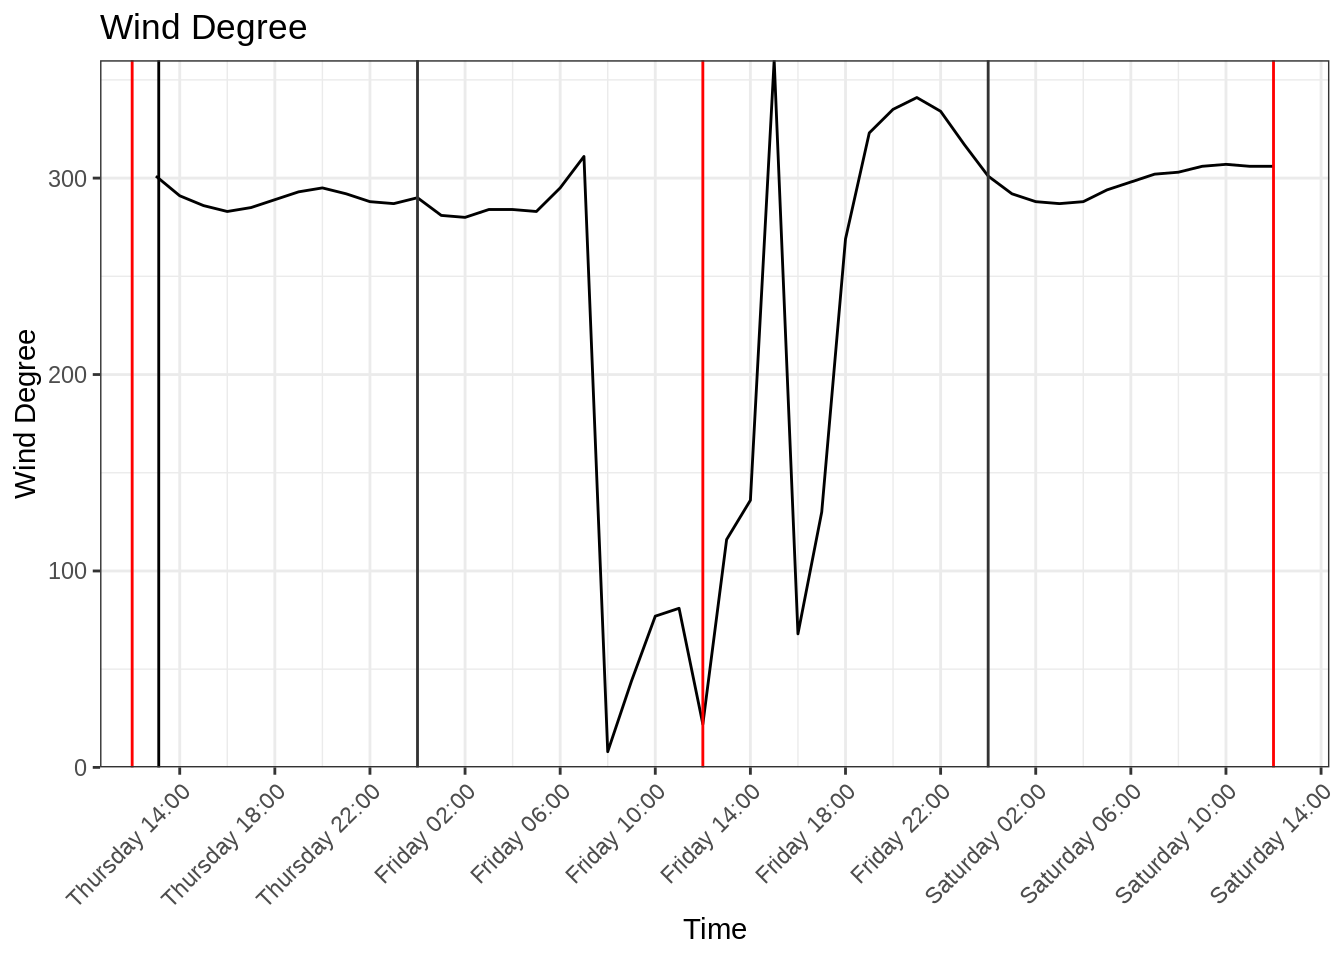 Wind Degree
Wind Degree
300
200
100
0
Thursday 14:00
Thursday 18:00
Thursday 22:00
Friday 02:00
Friday 06:00
Friday 10:00
Friday 14:00
Friday 18:00
Friday 22:00
Saturday 02:00
Saturday 06:00
Saturday 10:00
Saturday 14:00
Time